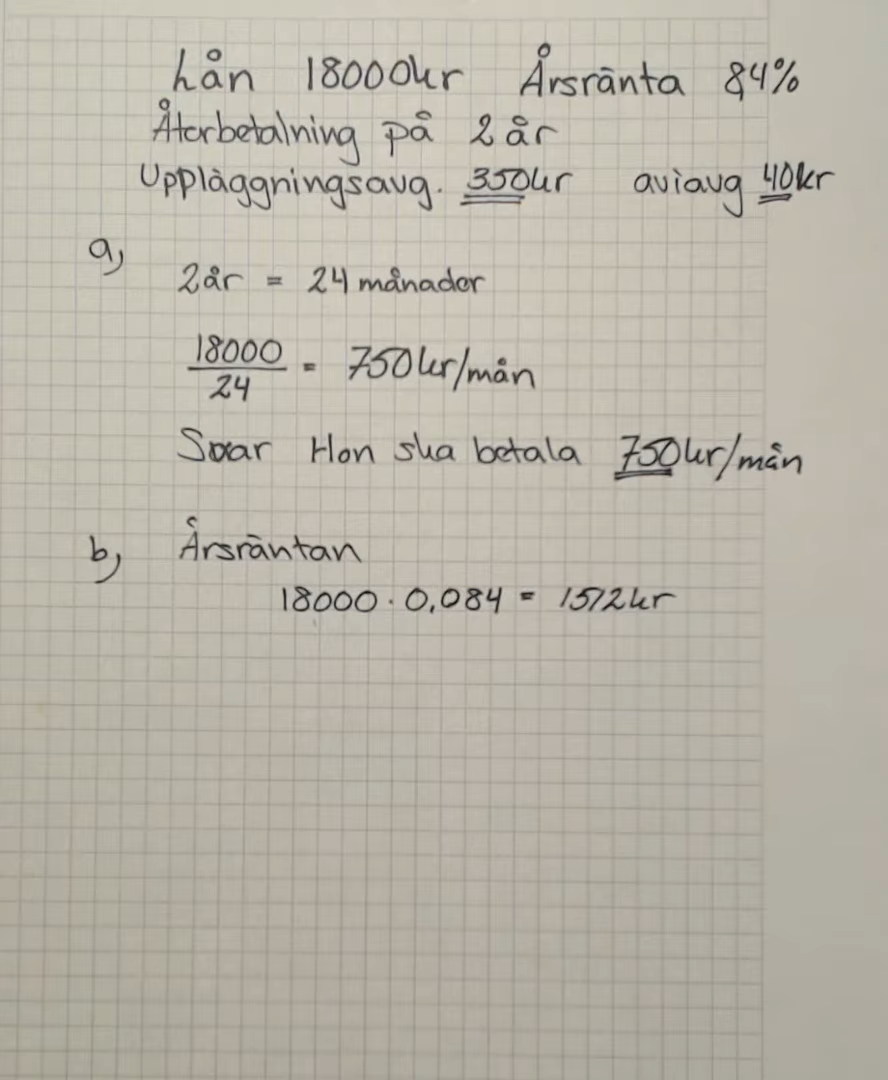 Lån 18000kr Årsränta 8,4%
Återbetalning på 2 år
Uppläggningsavg. 350kr aviavg 40kr
a)
2år = 24 månader
18000
24
= 750kr/mån
Svar Hon ska betala 750kr/mån
b) Årsräntan
18000 · 0,084 = 1512kr